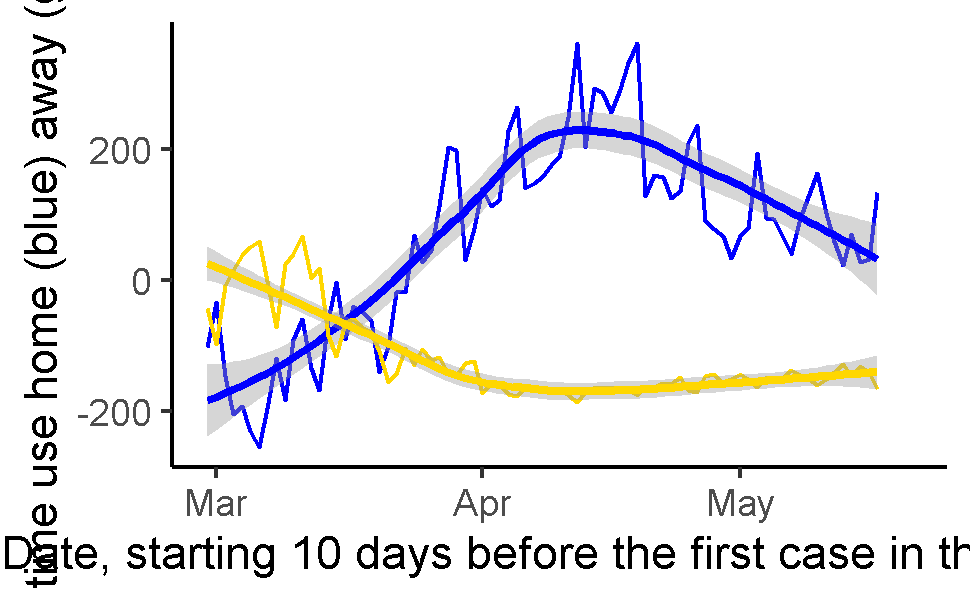 time use home (blue) away (
200
0
-200
Mar Apr May
Date, starting 10 days before the first case in th